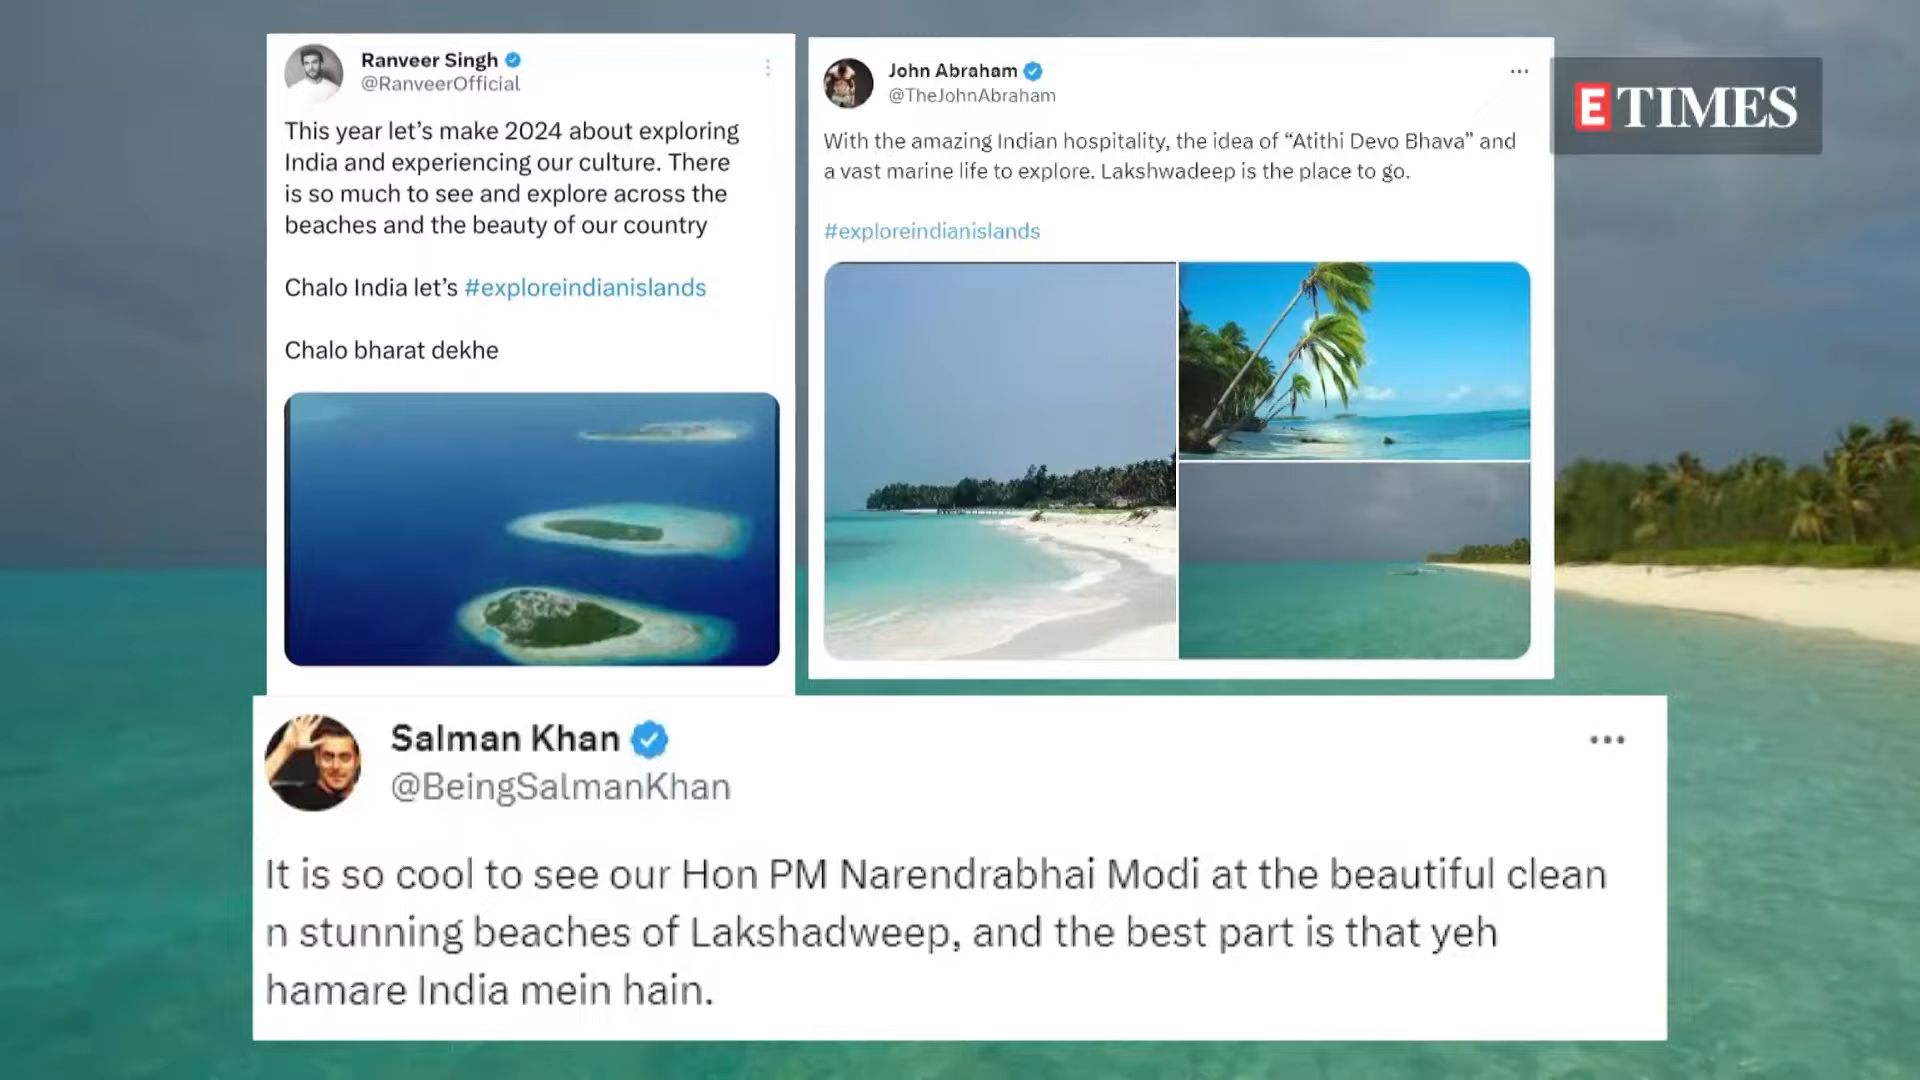 Ranveer Singh
@RanveerOfficial
This year let's make 2024 about exploring
India and experiencing our culture. There
is so much to see and explore across the
beaches and the beauty of our country
Chalo India let's #exploreindianislands
Chalo bharat dekhe
John Abraham
@TheJohnAbraham
With the amazing Indian hospitality, the idea of “Atithi Devo Bhava” and
a vast marine life to explore. Lakshwadeep is the place to go.
#exploreindianislands
E TIMES
Salman Khan
@BeingSalmanKhan
It is so cool to see our Hon PM Narendrabhai Modi at the beautiful clean
n stunning beaches of Lakshadweep, and the best part is that yeh
hamare India mein hain.